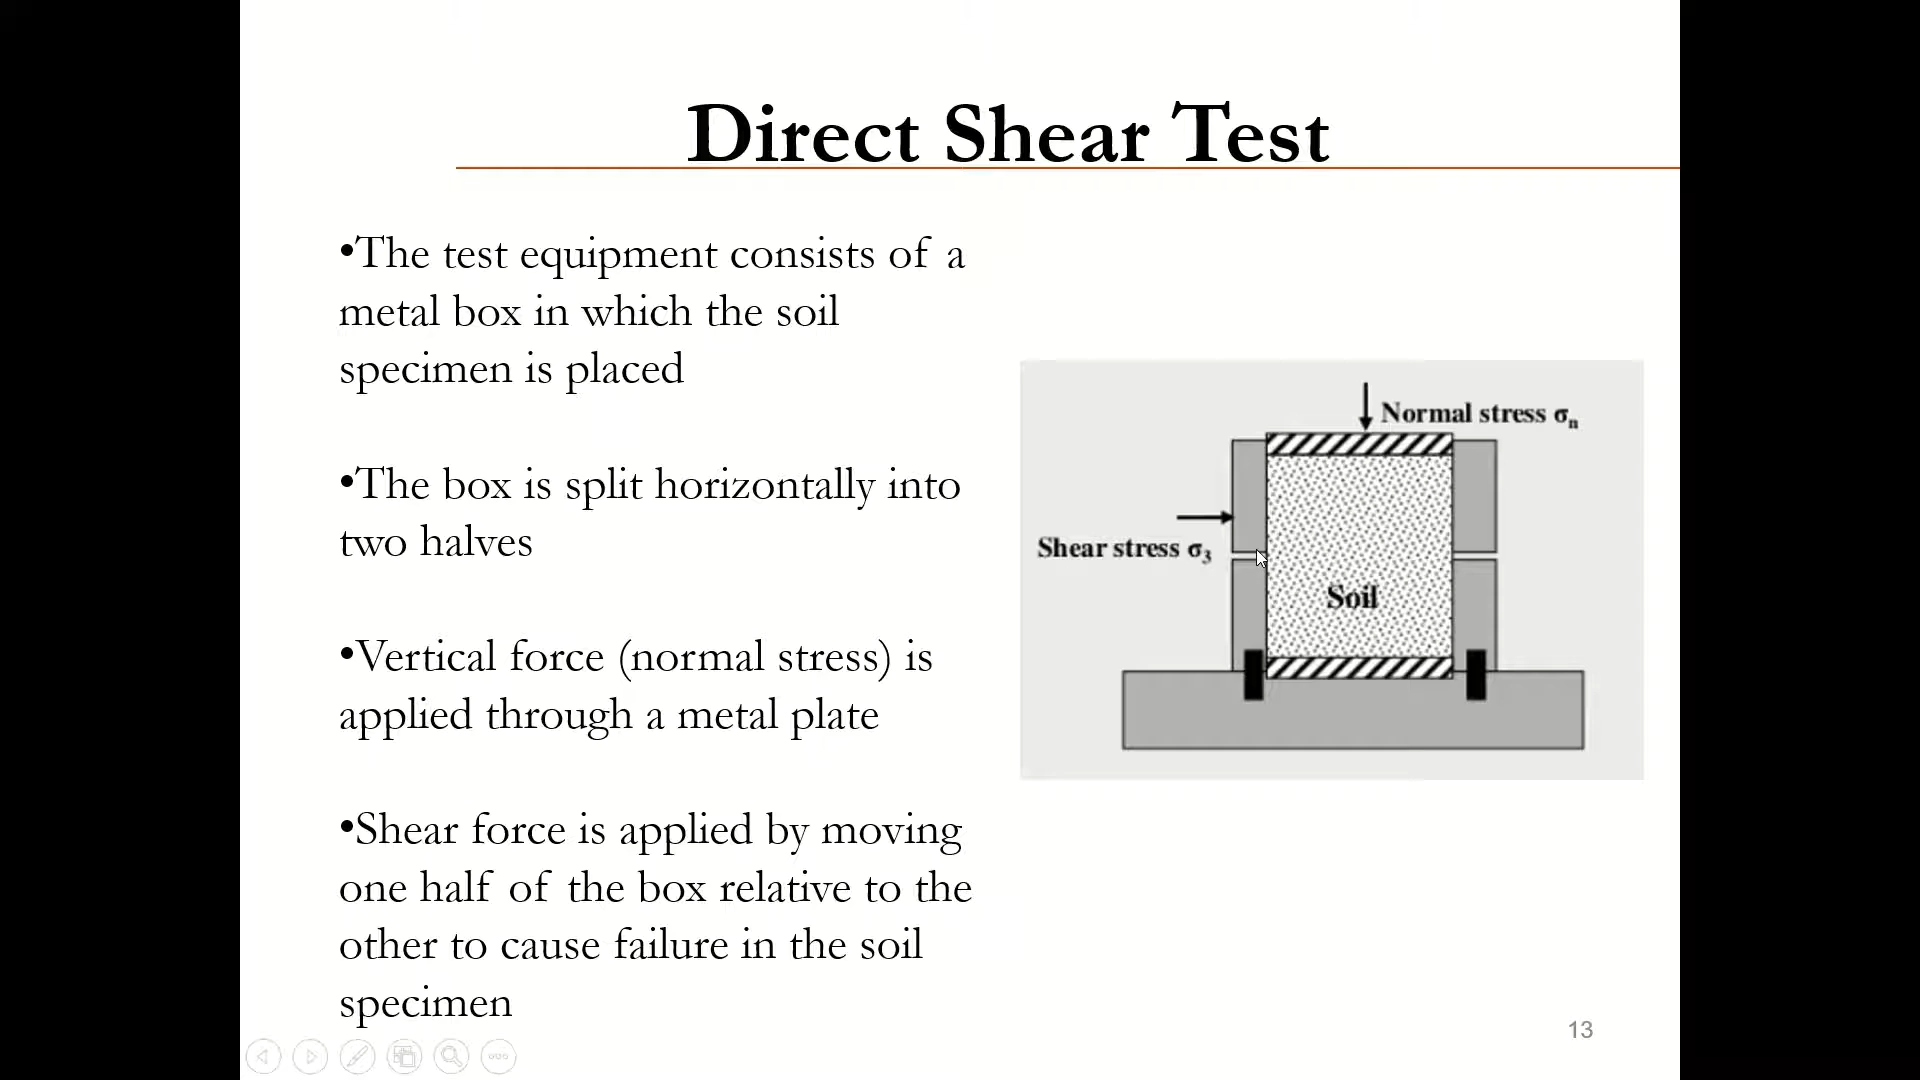 Direct Shear Test
•The test equipment consists of a
metal box in which the soil
specimen is placed
•The box is split horizontally into
two halves
•Vertical force (normal stress) is
applied through a metal plate
•Shear force is applied by moving
one half of the box relative to the
other to cause failure in the soil
specimen
Normal stress σₙ
Shear stress σ₃
Soil
13